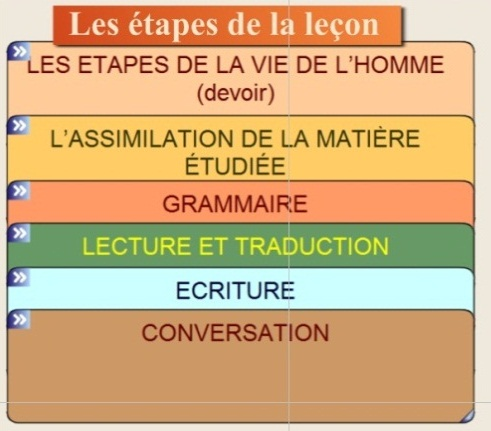 Les étapes de la leçon
LES ETAPES DE LA VIE DE L’HOMME
(devoir)
L’ASSIMILATION DE LA MATIÈRE
ÉTUDIÉE
GRAMMAIRE
LECTURE ET TRADUCTION
ECRITURE
CONVERSATION